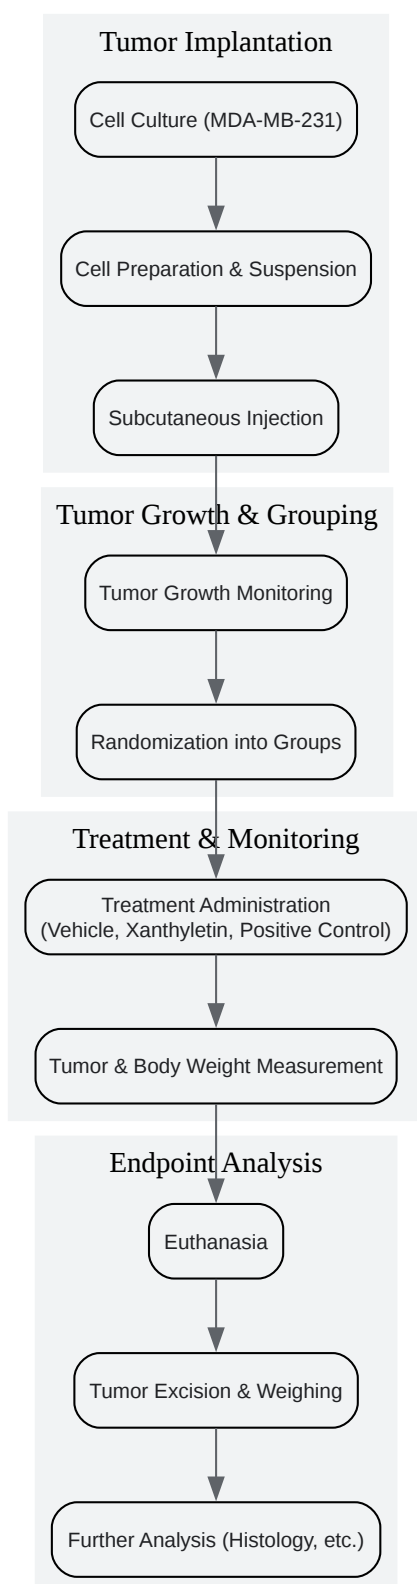 Tumor Implantation
Cell Culture (MDA-MB-231)
Cell Preparation & Suspension
Subcutaneous Injection
Tumor Growth & Grouping
Tumor Growth Monitoring
Randomization into Groups
Treatment & Monitoring
Treatment Administration
(Vehicle, Xanthyletin, Positive Control)
Tumor & Body Weight Measurement
Endpoint Analysis
Euthanasia
Tumor Excision & Weighing
Further Analysis (Histology, etc.)